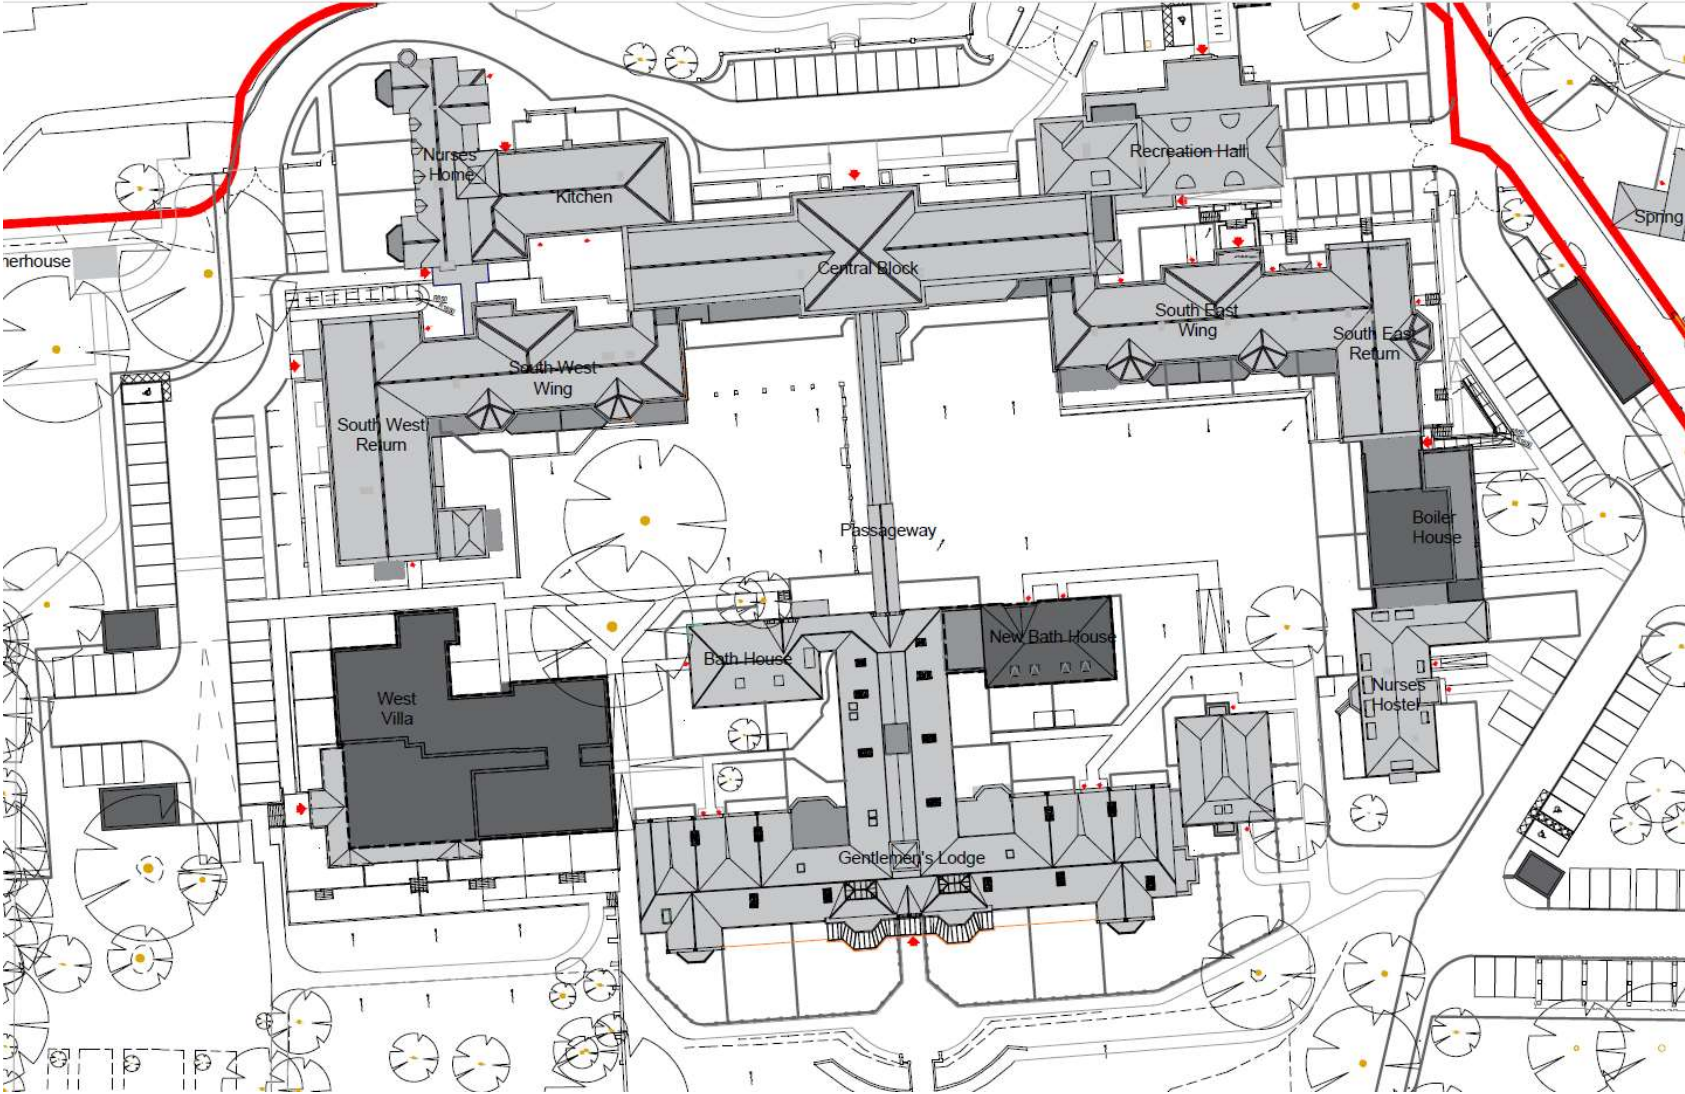 Nurses
Home
Recreation Hall
Kitchen
Spring
nerhouse
Central Block
South East
Wing
South East
Return
South West
Wing
South West
Return
Boiler
House
Passageway
New Bath House
Bath House
West
Villa
Nurses
Hostel
Gentlemen's Lodge